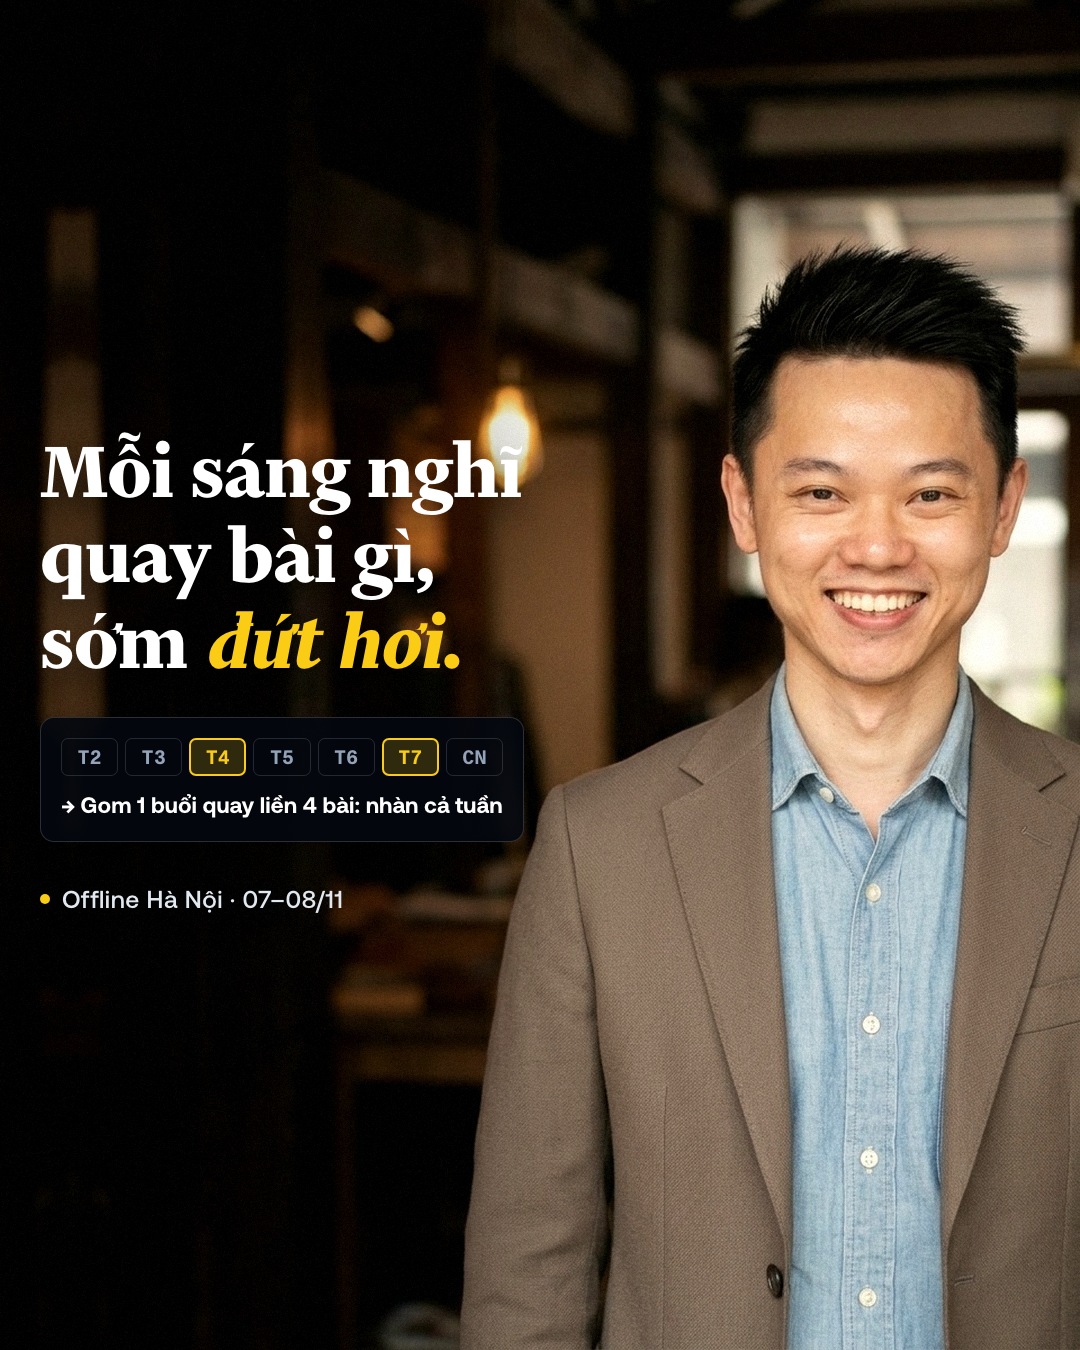 Mỗi sáng nghĩ
quay bài gì,
sớm đứt hơi.
T2 T3 T4 T5 T6 T7 CN
→ Gom 1 buổi quay liền 4 bài: nhàn cả tuần
• Offline Hà Nội · 07–08/11